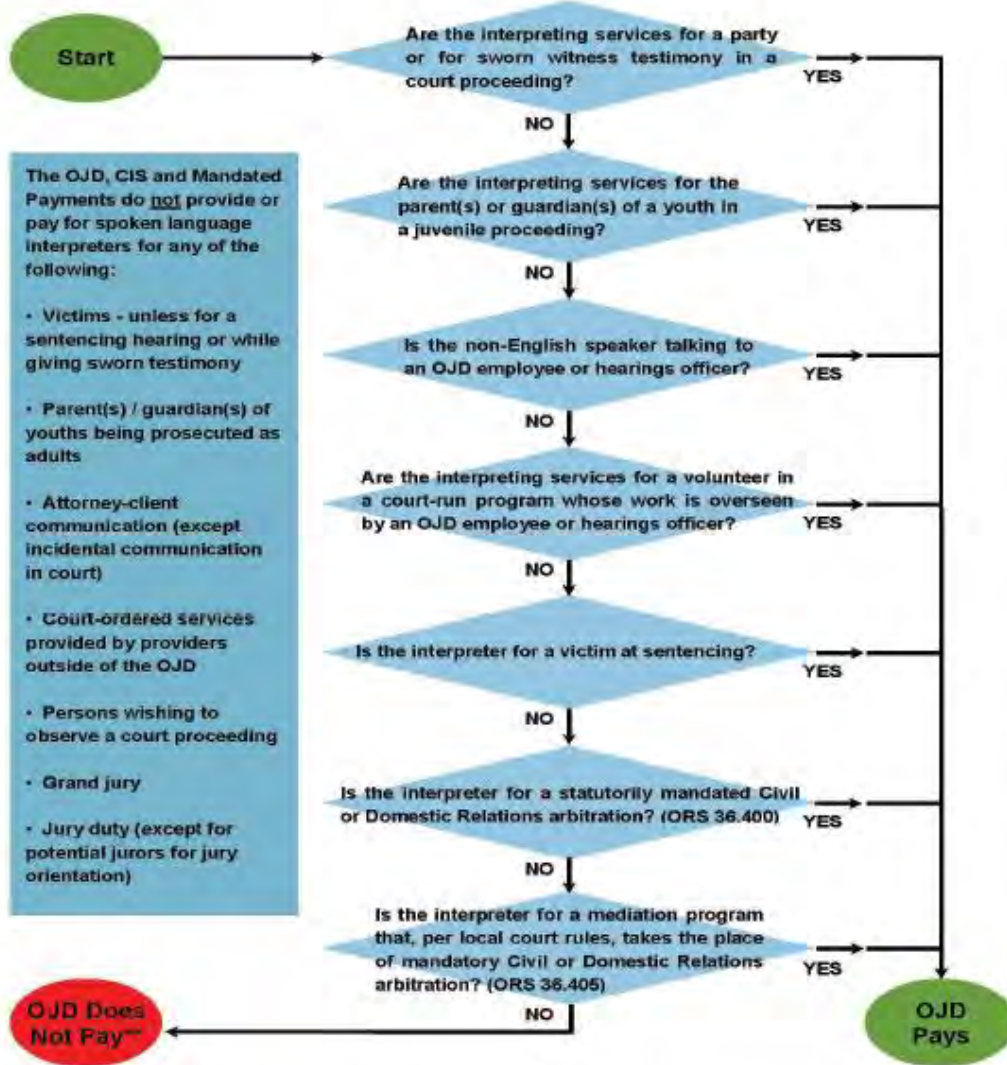 Start
Are the interpreting services for a party
or for sworn witness testimony in a
court proceeding?
YES
NO
The OJD, CIS and Mandated
Payments do not provide or
pay for spoken language
interpreters for any of the
following:
• Victims - unless for a
sentencing hearing or while
giving sworn testimony
• Parent(s) / guardian(s) of
youths being prosecuted as
adults
• Attorney-client
communication (except
incidental communication
in court)
• Court-ordered services
provided by providers
outside of the OJD
• Persons wishing to
observe a court proceeding
• Grand jury
• Jury duty (except for
potential jurors for jury
orientation)
Are the interpreting services for the
parent(s) or guardian(s) of a youth in
a juvenile proceeding?
YES
NO
Is the non-English speaker talking to
an OJD employee or hearings officer?
YES
NO
Are the interpreting services for a volunteer in
a court-run program whose work is overseen
by an OJD employee or hearings officer?
YES
NO
Is the interpreter for a victim at sentencing?
YES
NO
Is the interpreter for a statutorily mandated Civil
or Domestic Relations arbitration? (ORS 36.400)
YES
NO
Is the interpreter for a mediation program
that, per local court rules, takes the place
of mandatory Civil or Domestic Relations
arbitration? (ORS 36.405)
YES
NO
OJD Does
Not Pay**
OJD
Pays